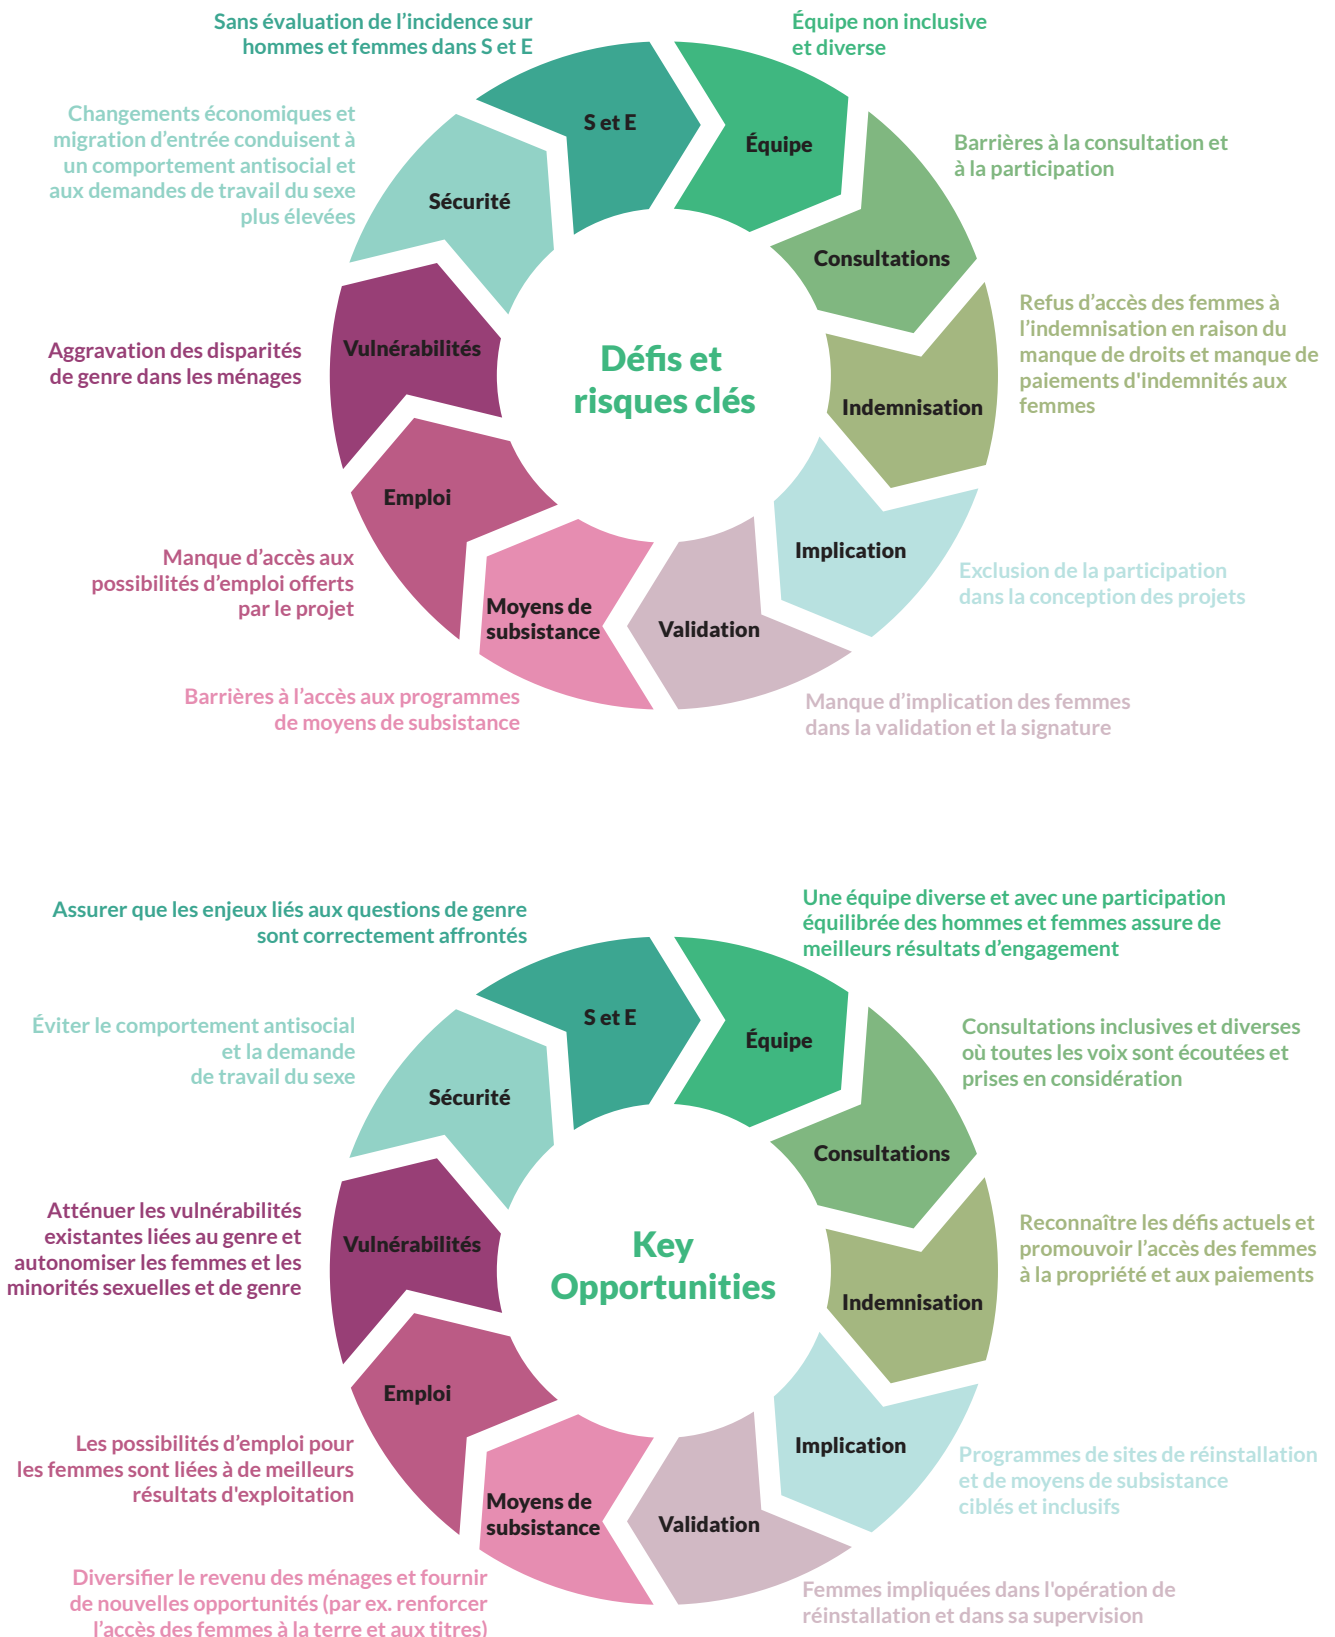 Sans évaluation de l’incidence sur
hommes et femmes dans S et E
Équipe non inclusive
et diverse
Changements économiques et
migration d’entrée conduisent à
un comportement antisocial et
aux demandes de travail du sexe
plus élevées
S et E
Équipe
Barrières à la consultation et
à la participation
Sécurité
Consultations
Refus d’accès des femmes à
l’indemnisation en raison du
manque de droits et manque de
paiements d'indemnités aux
femmes
Aggravation des disparités
de genre dans les ménages
Vulnérabilités
Défis et
risques clés
Indemnisation
Emploi
Implication
Manque d’accès aux
possibilités d’emploi offerts
par le projet
Exclusion de la participation
dans la conception des projets
Moyens de
subsistance
Validation
Barrières à l’accès aux programmes
de moyens de subsistance
Manque d’implication des femmes
dans la validation et la signature
Assurer que les enjeux liés aux questions de genre
sont correctement affrontés
Une équipe diverse et avec une participation
équilibrée des hommes et femmes assure de
meilleurs résultats d’engagement
Éviter le comportement antisocial
et la demande
de travail du sexe
S et E
Équipe
Consultations inclusives et diverses
où toutes les voix sont écoutées et
prises en considération
Sécurité
Consultations
Atténuer les vulnérabilités
existantes liées au genre et
autonomiser les femmes et les
minorités sexuelles et de genre
Vulnérabilités
Key
Opportunities
Reconnaître les défis actuels et
promouvoir l’accès des femmes
à la propriété et aux paiements
Indemnisation
Emploi
Implication
Les possibilités d’emploi pour
les femmes sont liées à de meilleurs
résultats d'exploitation
Programmes de sites de réinstallation
et de moyens de subsistance
ciblés et inclusifs
Moyens de
subsistance
Validation
Diversifier le revenu des ménages et fournir
de nouvelles opportunités (par ex. renforcer
l’accès des femmes à la terre et aux titres)
Femmes impliquées dans l'opération de
réinstallation et dans sa supervision